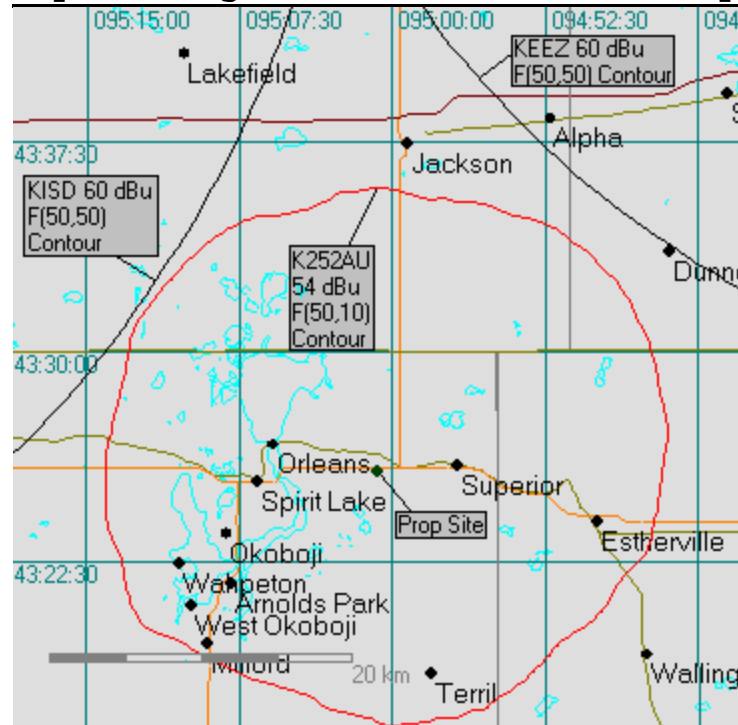 095:15:00
095:07:30
095:00:00
094:52:30
094
Lakefield
KEEZ 60 dBu
F(50,50) Contour
Alpha
S
43:37:30
Jackson
KISD 60 dBu
F(50,50)
Contour
K252AU
54 dBu
F(50,10)
Contour
Dunn
43:30:00
Orleans
Superior
Spirit Lake
Prop Site
Estherville
Okoboji
43:22:30
Wahpeton
Arnolds Park
West Okoboji
Milford
20 km
Terril
Walling